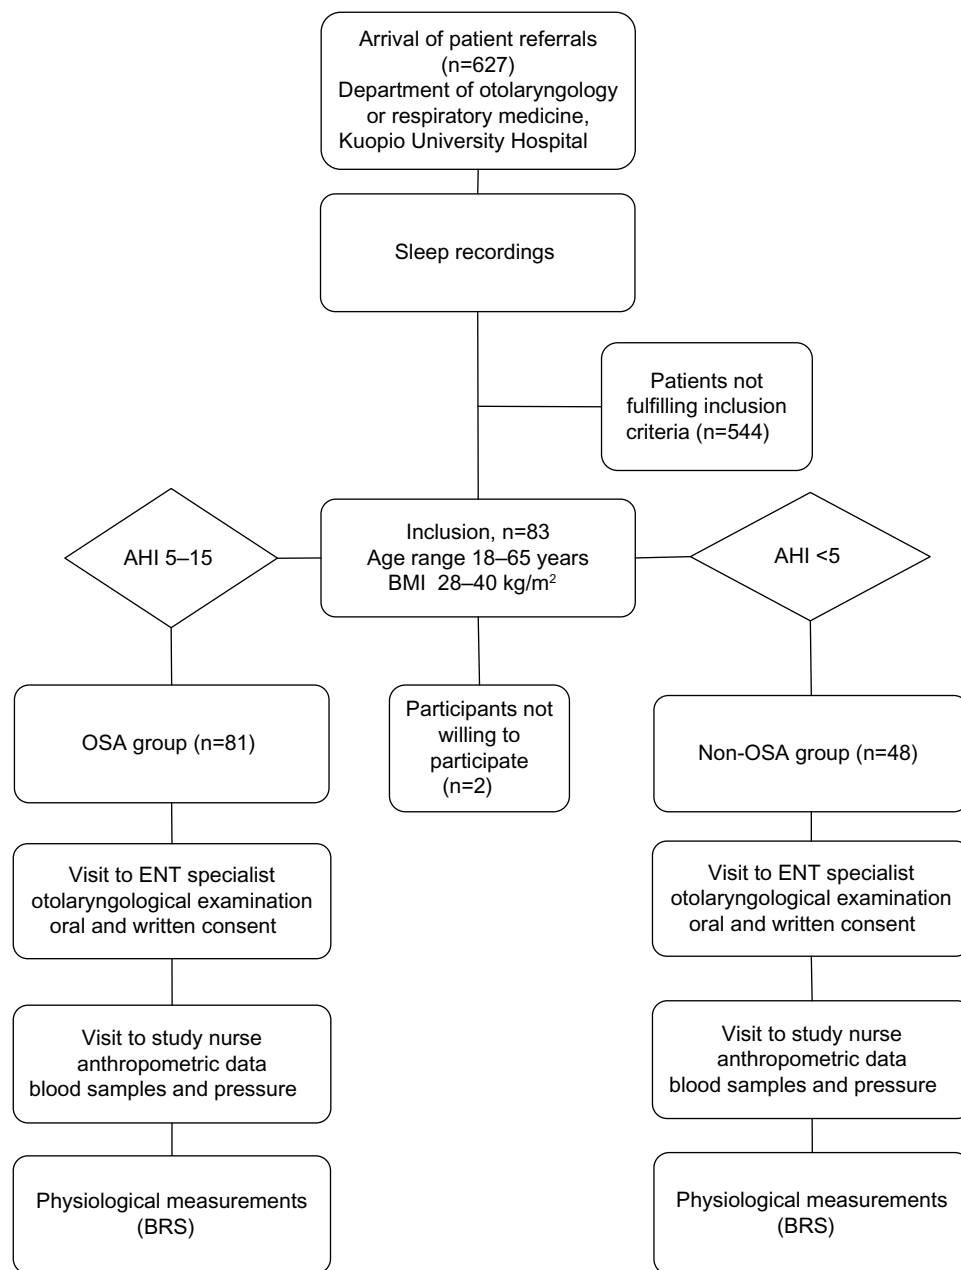 Arrival of patient referrals
(n=627)
Department of otolaryngology
or respiratory medicine,
Kuopio University Hospital
Sleep recordings
Patients not
fulfilling inclusion
criteria (n=544)
AHI 5–15
Inclusion, n=83
Age range 18–65 years
BMI 28–40 kg/m²
AHI <5
OSA group (n=81)
Participants not
willing to
participate
(n=2)
Non-OSA group (n=48)
Visit to ENT specialist
otolaryngological examination
oral and written consent
Visit to ENT specialist
otolaryngological examination
oral and written consent
Visit to study nurse
anthropometric data
blood samples and pressure
Visit to study nurse
anthropometric data
blood samples and pressure
Physiological measurements
(BRS)
Physiological measurements
(BRS)